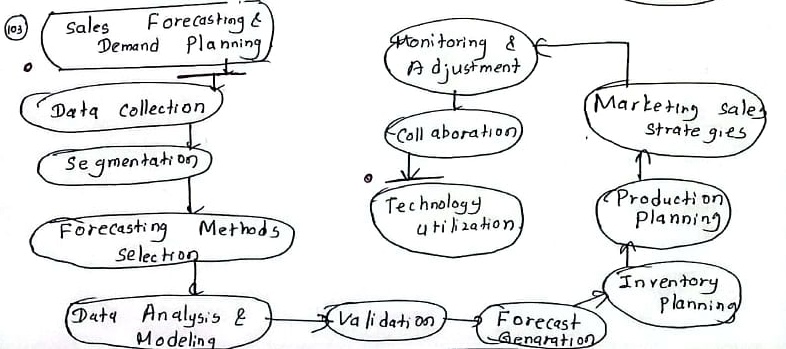 103
Sales Forecasting &
Demand Planning
Data Collection
Segmentation
Forecasting Methods
Selection
Data Analysis &
Modeling
Validation
Forecast
Genaration
Inventory
Planning
Production
Planning
Marketing Sales
Strategies
Monitoring &
Adjustment
Collaboration
Technology
Utilization